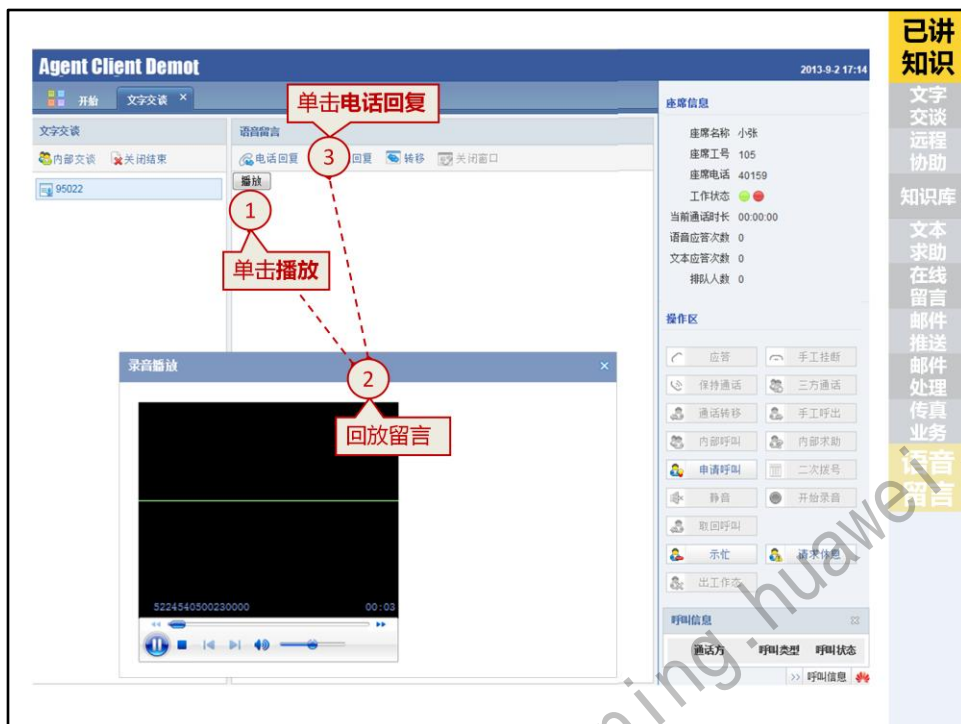 Agent Client Demot
2013-9-2 17:14
开始 文字交谈 ×
单击电话回复
文字交谈
内部交谈 关闭结束
95022
语音留言
电话回复 3 回复 转移 关闭窗口
播放
1
单击播放
录音播放 ×
2
回放留言
5224540500230000 00:03
座席信息
座席名称 小张
座席工号 105
座席电话 40159
工作状态
当前通话时长 00:00:00
语音应答次数 0
文本应答次数 0
排队人数 0
操作区
应答 手工挂断
保持通话 三方通话
通话转移 手工呼出
内部呼叫 内部求助
申请呼叫 二次拨号
静音 开始录音
取回呼叫
示忙 请求休息
出工作态
呼叫信息
通话方 呼叫类型 呼叫状态
>> 呼叫信息
已讲
知识
文字
交谈
远程
协助
知识库
文本
求助
在线
留言
邮件
推送
邮件
处理
传真
业务
语音
留言
ning.huawei